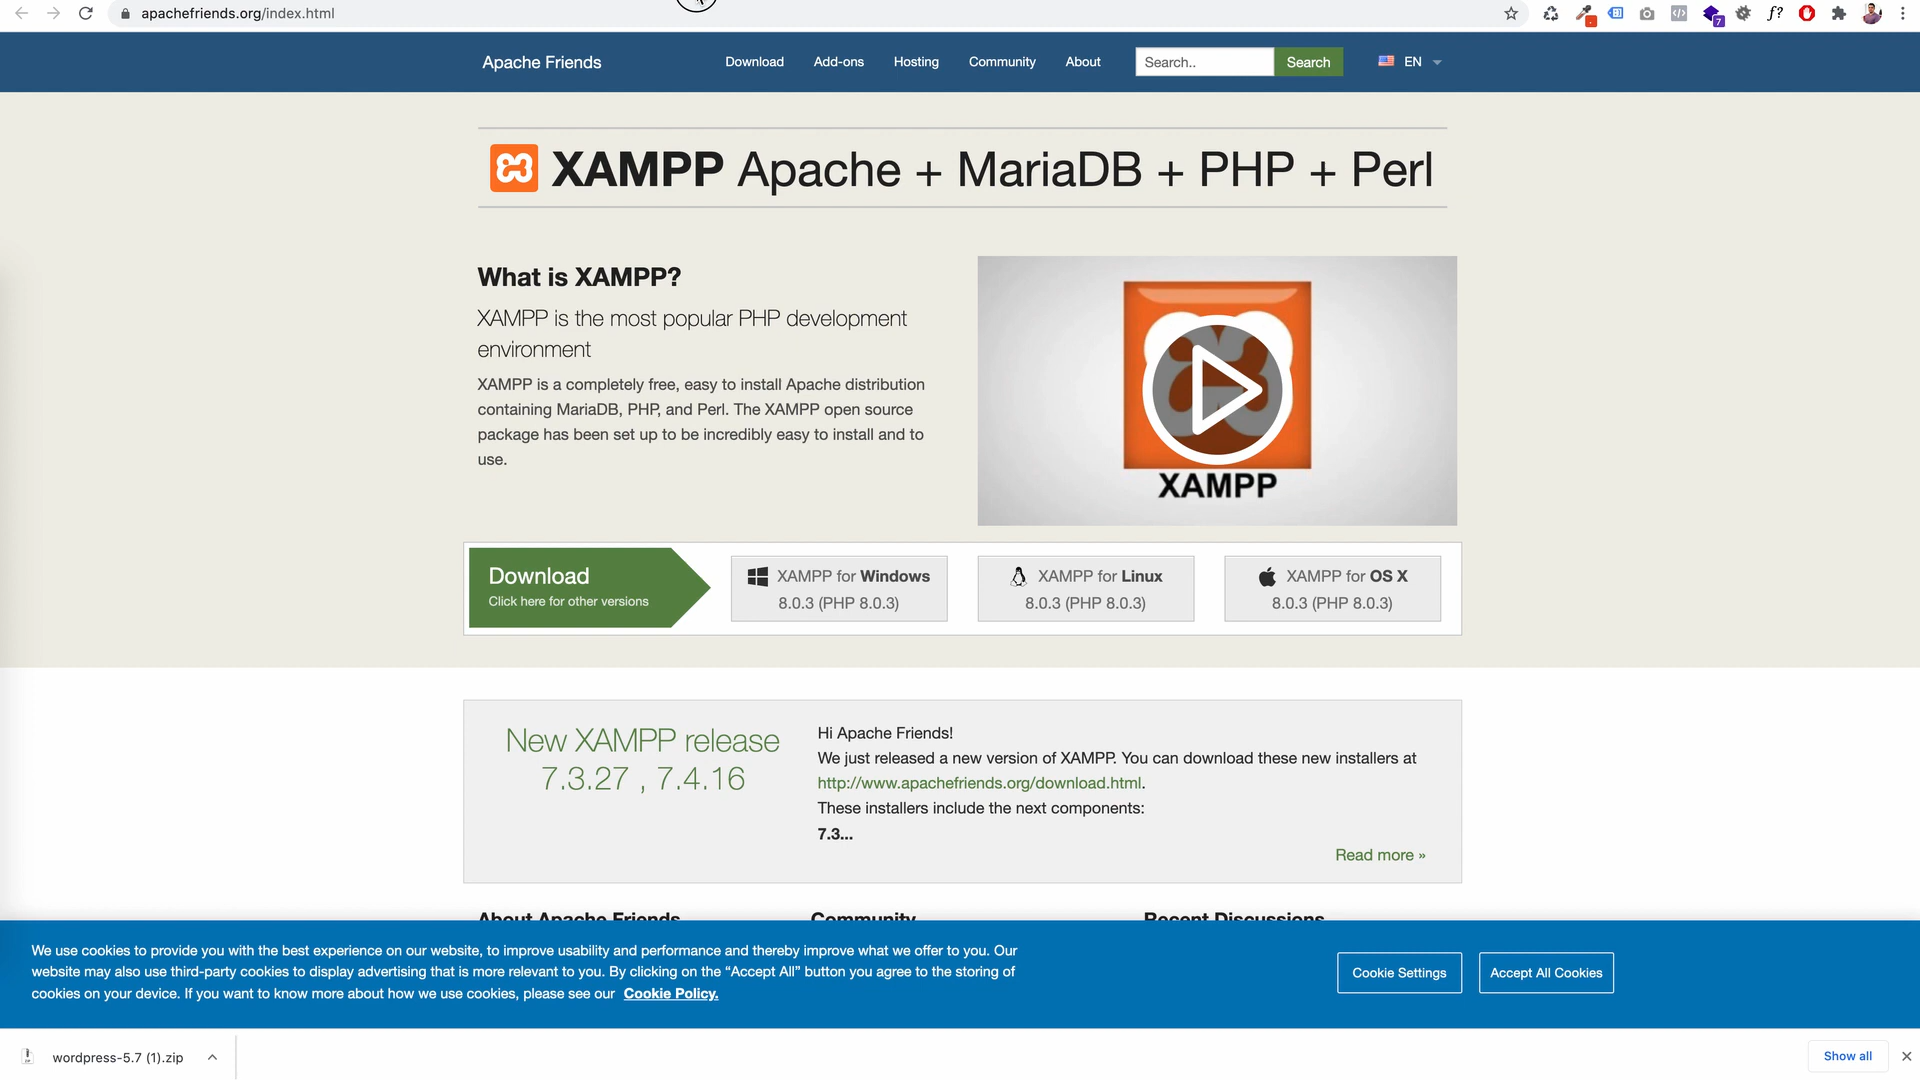 apachefriends.org/index.html
7
f?
Apache Friends
Download
Add-ons
Hosting
Community
About
Search..
Search
EN
XAMPP Apache + MariaDB + PHP + Perl
What is XAMPP?
XAMPP is the most popular PHP development
environment
XAMPP is a completely free, easy to install Apache distribution
containing MariaDB, PHP, and Perl. The XAMPP open source
package has been set up to be incredibly easy to install and to
use.
XAMPP
Download
Click here for other versions
XAMPP for Windows
8.0.3 (PHP 8.0.3)
XAMPP for Linux
8.0.3 (PHP 8.0.3)
XAMPP for OS X
8.0.3 (PHP 8.0.3)
New XAMPP release
7.3.27 , 7.4.16
Hi Apache Friends!
We just released a new version of XAMPP. You can download these new installers at
http://www.apachefriends.org/download.html.
These installers include the next components:
7.3...
Read more »
About Apache Friends
Community
Recent Discussions
We use cookies to provide you with the best experience on our website, to improve usability and performance and thereby improve what we offer to you. Our
website may also use third-party cookies to display advertising that is more relevant to you. By clicking on the “Accept All” button you agree to the storing of
cookies on your device. If you want to know more about how we use cookies, please see our Cookie Policy.
Cookie Settings
Accept All Cookies
wordpress-5.7 (1).zip
Show all